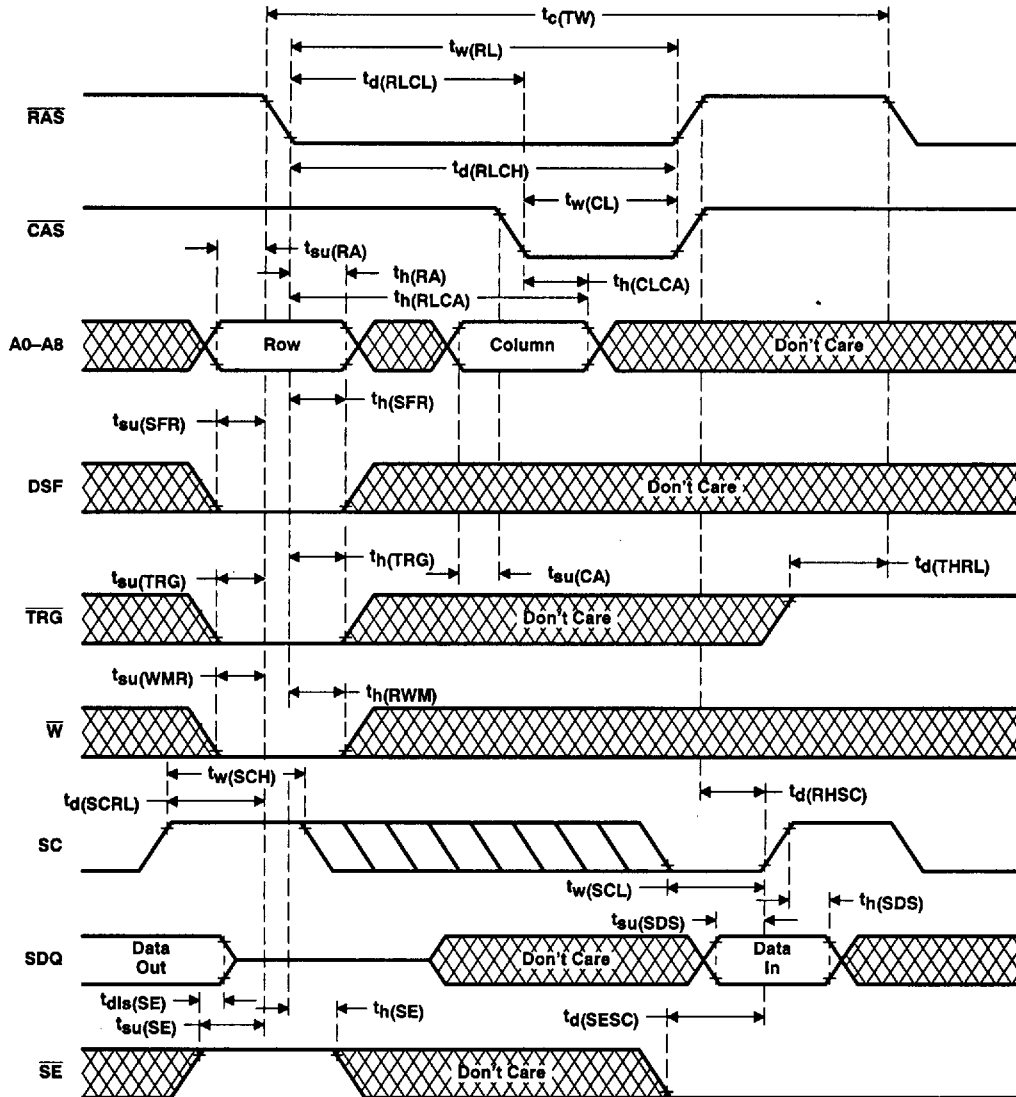 tc(TW)
tw(RL)
td(RLCL)
RAS
td(RLCH)
tw(CL)
CAS
tsu(RA)
th(RA)
th(CLCA)
th(RLCA)
A0–A8
Row
Column
Don't Care
th(SFR)
tsu(SFR)
DSF
Don't Care
th(TRG)
tsu(TRG)
tsu(CA)
td(THRL)
TRG
Don't Care
tsu(WMR)
th(RWM)
W
tw(SCH)
td(SCRL)
td(RHSC)
SC
tw(SCL)
th(SDS)
tsu(SDS)
SDQ
Data Out
Don't Care
Data In
tdis(SE)
th(SE)
tsu(SE)
td(SESC)
SE
Don't Care